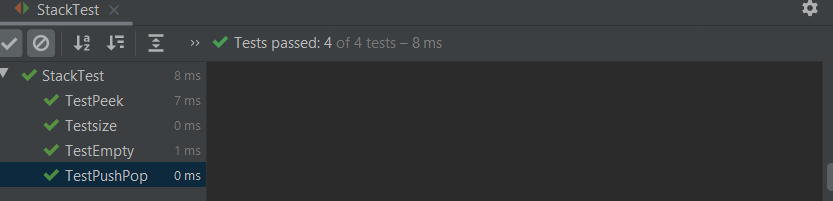 StackTest
Tests passed: 4 of 4 tests – 8 ms
StackTest 8 ms
TestPeek 7 ms
Testsize 0 ms
TestEmpty 1 ms
TestPushPop 0 ms